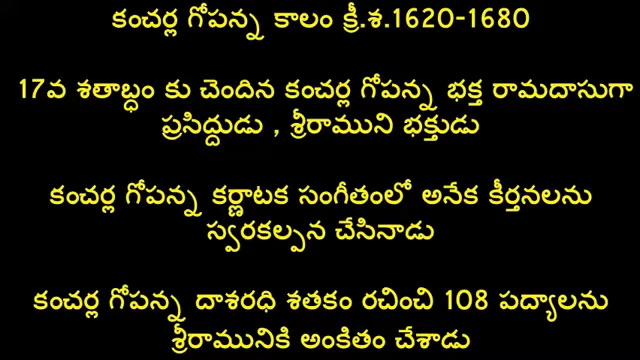 కంచర్ల గోపన్న కాలం క్రీ.శ.1620-1680
17వ శతాబ్ధం కు చెందిన కంచర్ల గోపన్న భక్త రామదాసుగా
ప్రసిద్దుడు , శ్రీరాముని భక్తుడు
కంచర్ల గోపన్న కర్ణాటక సంగీతంలో అనేక కీర్తనలను
స్వరకల్పన చేసినాడు
కంచర్ల గోపన్న దాశరధి శతకం రచించి 108 పద్యాలను
శ్రీరామునికి అంకితం చేశాడు